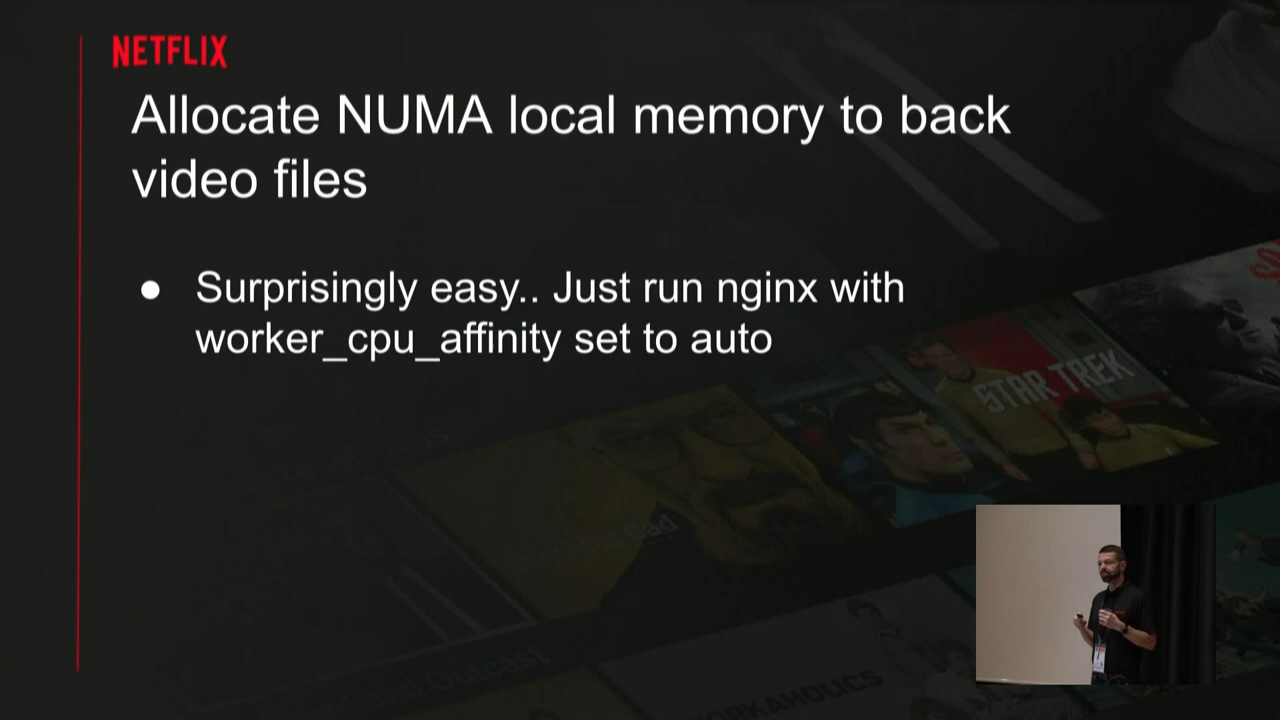 NETFLIX
Allocate NUMA local memory to back
video files
● Surprisingly easy.. Just run nginx with
worker_cpu_affinity set to auto
STAR TREK
WORKAHOLICS